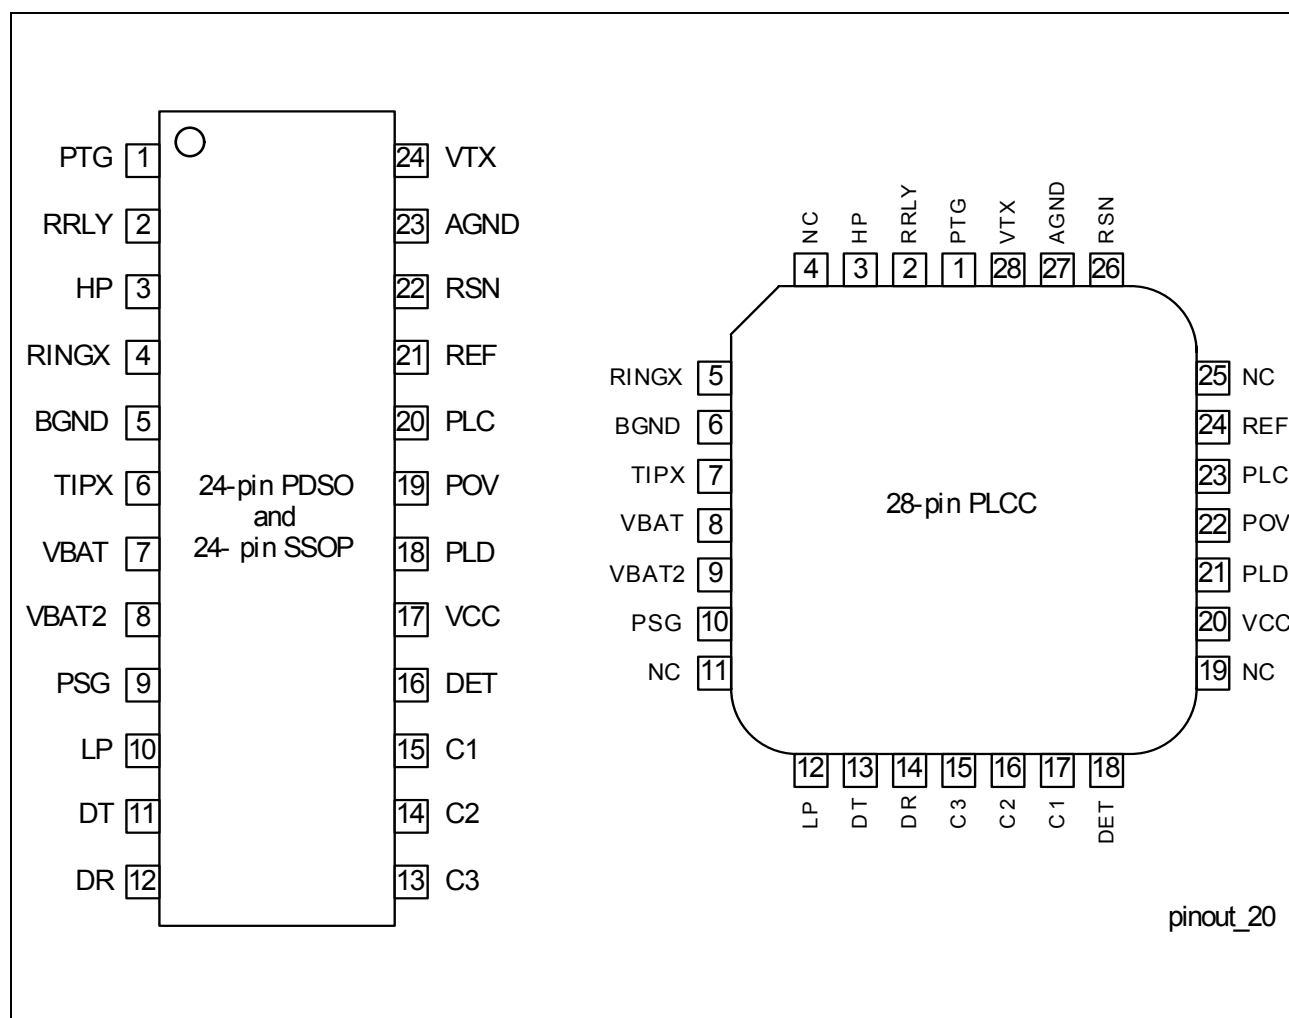 PTG 1
24 VTX
RRLY 2
23 AGND
HP 3
22 RSN
RINGX 4
21 REF
BGND 5
20 PLC
TIPX 6
19 POV
VBAT 7
18 PLD
VBAT2 8
17 VCC
PSG 9
16 DET
LP 10
15 C1
DT 11
14 C2
DR 12
13 C3
24-pin PDSO
and
24- pin SSOP
NC HP RRLY PTG VTX AGND RSN
4 3 2 1 28 27 26
RINGX 5
25 NC
BGND 6
24 REF
TIPX 7
23 PLC
VBAT 8
22 POV
VBAT2 9
21 PLD
PSG 10
20 VCC
NC 11
19 NC
28-pin PLCC
12 13 14 15 16 17 18
LP DT DR C3 C2 C1 DET
pinout_20